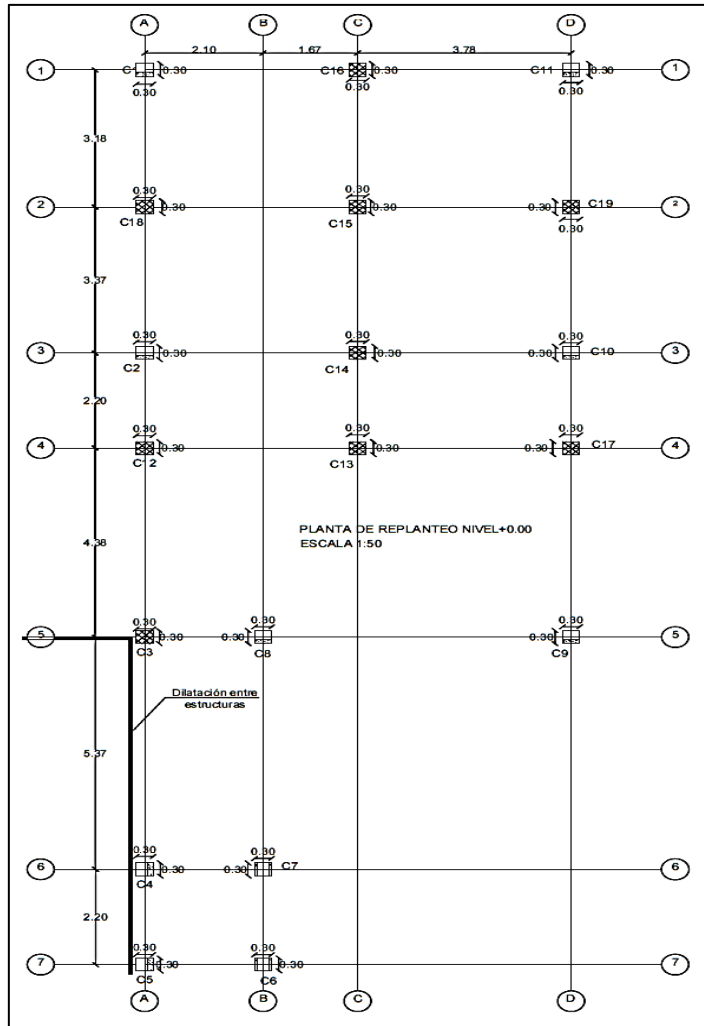 A B C D
2.10 1.67 3.78
1 C1 0.30 C16 0.30 C11 0.30 1
0.30 0.30 0.30
3.18
0.30 0.30
2 0.30 0.30 0.30 C19 2
C18 C15 0.30
3.37
0.30 0.30 0.30
3 0.30 0.30 0.30 C10 3
C2 C14
2.20
0.30 0.30 0.30
4 0.30 0.30 0.30 C17 4
C12 C13
PLANTA DE REPLANTEO NIVEL+0.00
ESCALA 1:50
4.38
0.30 0.30 0.30
5 0.30 0.30 0.30 5
C3 C8 C9
Dilatación entre
estructuras
5.37
0.30 0.30
6 0.30 0.30 C7 6
C4
2.20
0.30 0.30
7 0.30 0.30 7
C5 C6
A B C D